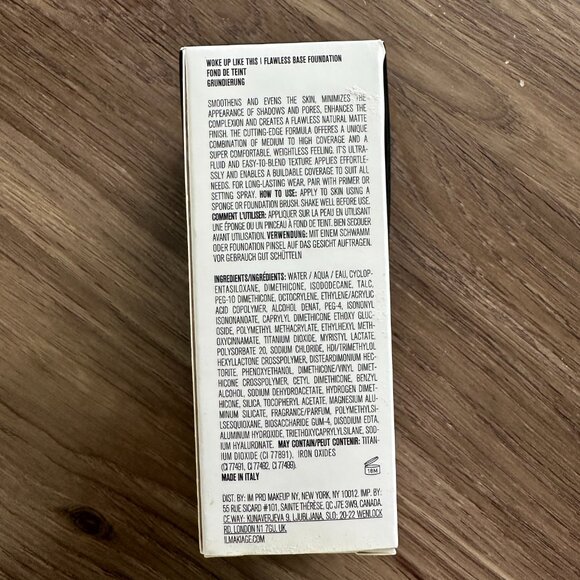 WOKE UP LIKE THIS | FLAWLESS BASE FOUNDATION
FOND DE TEINT
GRUNDIERUNG
SMOOTHENS AND EVENS THE SKIN, MINIMIZES THE
APPEARANCE OF SHADOWS AND PORES, ENHANCES THE
COMPLEXION AND CREATES A FLAWLESS NATURAL MATTE
FINISH. THE CUTTING-EDGE FORMULA OFFERS A UNIQUE
COMBINATION OF MEDIUM TO HIGH COVERAGE AND A
SUPER COMFORTABLE, WEIGHTLESS FEELING. IT'S ULTRA-
FLUID AND EASY-TO-BLEND TEXTURE APPLIES EFFORTLE-
SSLY AND ENABLES A BUILDABLE COVERAGE TO SUIT ALL
NEEDS. FOR LONG-LASTING WEAR, PAIR WITH PRIMER OR
SETTING SPRAY. HOW TO USE: APPLY TO SKIN USING A
SPONGE OR FOUNDATION BRUSH. SHAKE WELL BEFORE USE.
COMMENT L'UTILISER: APPLIQUER SUR LA PEAU EN UTILISANT
UNE ÉPONGE OU UN PINCEAU À FOND DE TEINT. BIEN SECOUER
AVANT UTILISATION. VERWENDUNG: MIT EINEM SCHWAMM
ODER FOUNDATION PINSEL AUF DAS GESICHT AUFTRAGEN.
VOR GEBRAUCH GUT SCHÜTTELN
INGREDIENTS/INGRÉDIENTS: WATER / AQUA / EAU, CYCLOP-
ENTASILOXANE, DIMETHICONE, ISODODECANE, TALC,
PEG-10 DIMETHICONE, OCTOCRYLENE, ETHYLENE/ACRYLIC
ACID COPOLYMER, ALCOHOL DENAT, PEG-4, ISONONYL
ISONONANOATE, CAPRYLYL DIMETHICONE ETHOXY GLUC-
OSIDE, POLYMETHYL METHACRYLATE, ETHYLHEXYL METH-
OXYCINNAMATE, TITANIUM DIOXIDE, MYRISTYL LACTATE,
POLYSORBATE 20, SODIUM CHLORIDE, HDI/TRIMETHYLOL
HEXYLLACTONE CROSSPOLYMER, DISTEARDIMONIUM HEC-
TORITE, PHENOXYETHANOL, DIMETHICONE/VINYL DIMET-
HICONE CROSSPOLYMER, CETYL DIMETHICONE, BENZYL
ALCOHOL, SODIUM DEHYDROACETATE, HYDROGEN DIMET-
HICONE, SILICA, TOCOPHERYL ACETATE, MAGNESIUM ALU-
MINUM SILICATE, FRAGRANCE/PARFUM, POLYMETHYLSI-
LSESQUIOXANE, BIOSACCHARIDE GUM-4, DISODIUM EDTA,
ALUMINUM HYDROXIDE, TRIETHOXYCAPRYLYLSILANE, SOD-
IUM HYALURONATE. MAY CONTAIN/PEUT CONTENIR: TITAN-
IUM DIOXIDE (CI 77891), IRON OXIDES
(CI 77491, CI 77492, CI 77499).
MADE IN ITALY
18M
DIST. BY: IM PRO MAKEUP NY, NEW YORK, NY 10012. IMP. BY:
55 RUE SICARD #101, SAINTE THÉRÈSE, QC J7E 3W9, CANADA.
CE.WAY: KUNAVERJEVA 9, LJUBLJANA, SLO; 20-22 WENLOCK
RD, LONDON N1 7GU, UK.
ILMAKIAGE.COM